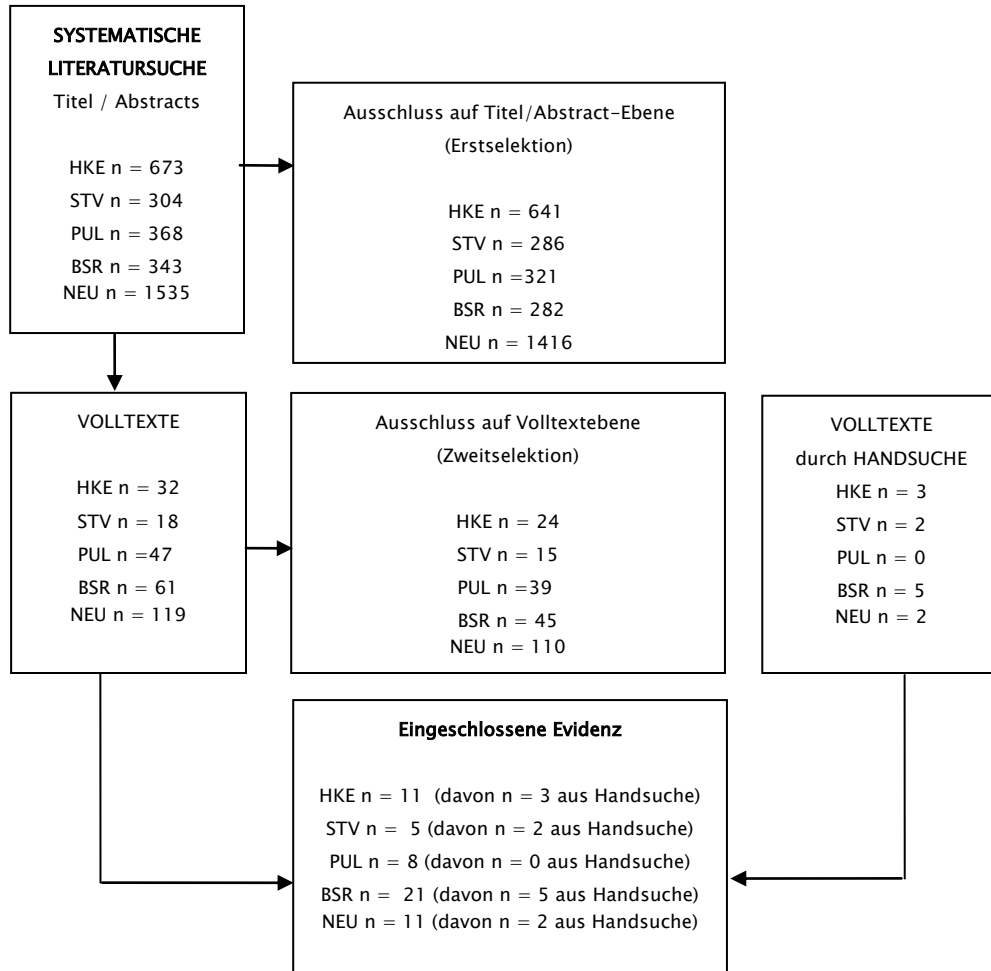 SYSTEMATISCHE
LITERATURSUCHE
Titel / Abstracts
HKE n = 673
STV n = 304
PUL n = 368
BSR n = 343
NEU n = 1535
Ausschluss auf Titel/Abstract-Ebene
(Erstselektion)
HKE n = 641
STV n = 286
PUL n =321
BSR n = 282
NEU n = 1416
VOLLTEXTE
HKE n = 32
STV n = 18
PUL n =47
BSR n = 61
NEU n = 119
Ausschluss auf Volltextebene
(Zweitselektion)
HKE n = 24
STV n = 15
PUL n =39
BSR n = 45
NEU n = 110
VOLLTEXTE
durch HANDSUCHE
HKE n = 3
STV n = 2
PUL n = 0
BSR n = 5
NEU n = 2
Eingeschlossene Evidenz
HKE n = 11 (davon n = 3 aus Handsuche)
STV n = 5 (davon n = 2 aus Handsuche)
PUL n = 8 (davon n = 0 aus Handsuche)
BSR n = 21 (davon n = 5 aus Handsuche)
NEU n = 11 (davon n = 2 aus Handsuche)